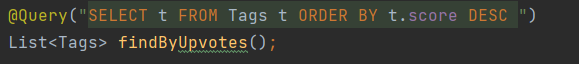 @Query("SELECT t FROM Tags t ORDER BY t.score DESC ")
List<Tags> findByUpvotes();